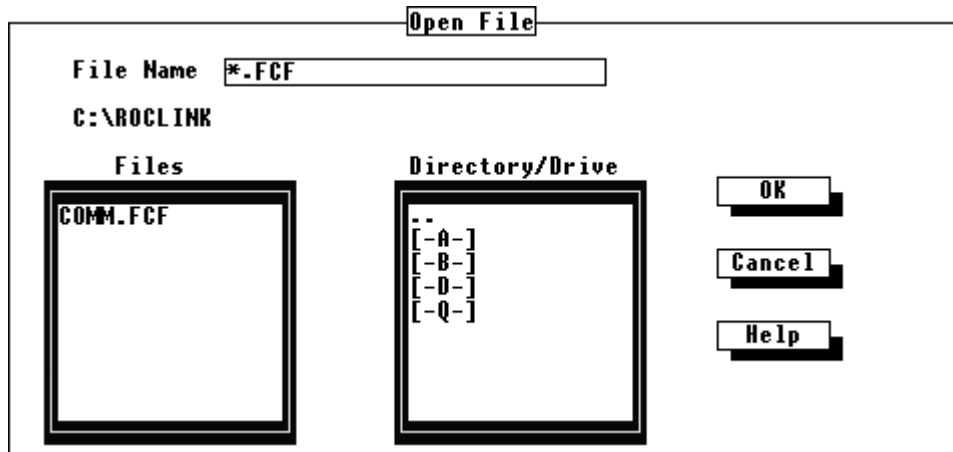 Open File
File Name *.FCF
C:\ROCLINK
Files
COMM.FCF
Directory/Drive
..
[-A-]
[-B-]
[-D-]
[-Q-]
OK
Cancel
Help